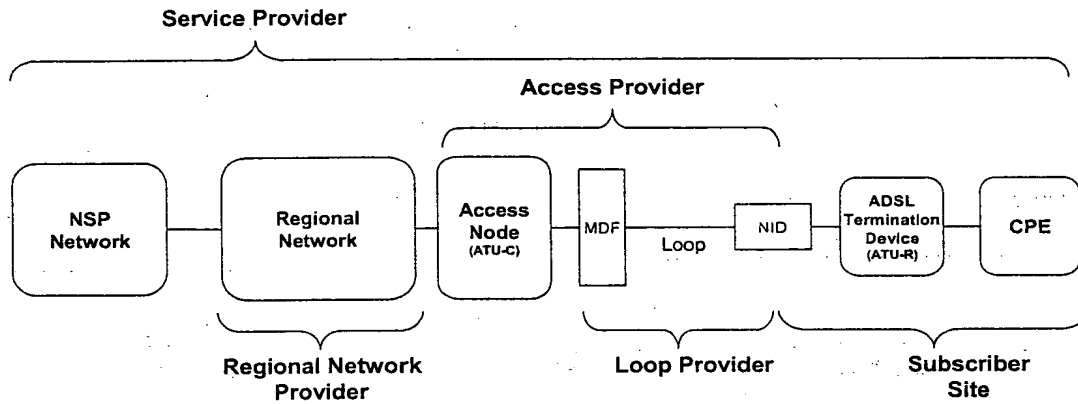 Service Provider
Access Provider
NSP
Network
Regional
Network
Access
Node
(ATU-C)
MDF
Loop
NID
ADSL
Termination
Device
(ATU-R)
CPE
Regional Network
Provider
Loop Provider
Subscriber
Site